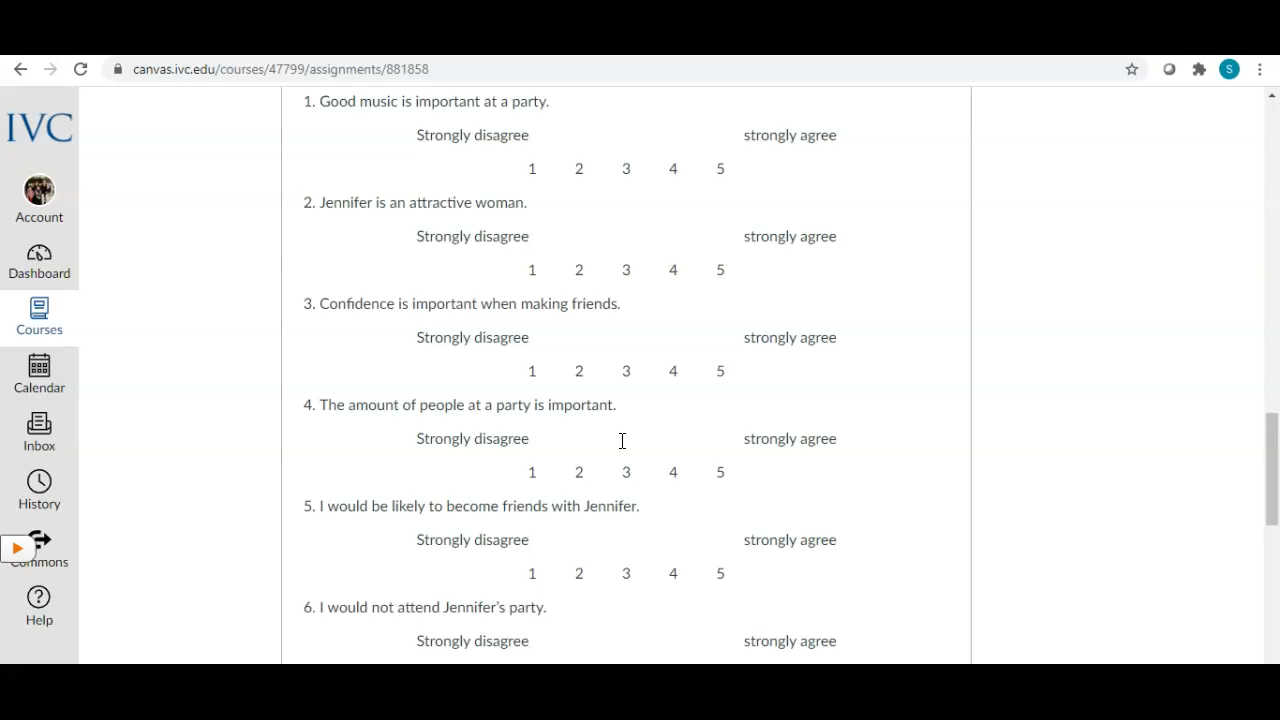 canvas.ivc.edu/courses/47799/assignments/881858
S
IVC
Account
Dashboard
Courses
Calendar
Inbox
History
Commons
Help
1. Good music is important at a party.
Strongly disagree strongly agree
1 2 3 4 5
2. Jennifer is an attractive woman.
Strongly disagree strongly agree
1 2 3 4 5
3. Confidence is important when making friends.
Strongly disagree strongly agree
1 2 3 4 5
4. The amount of people at a party is important.
Strongly disagree strongly agree
1 2 3 4 5
5. I would be likely to become friends with Jennifer.
Strongly disagree strongly agree
1 2 3 4 5
6. I would not attend Jennifer's party.
Strongly disagree strongly agree